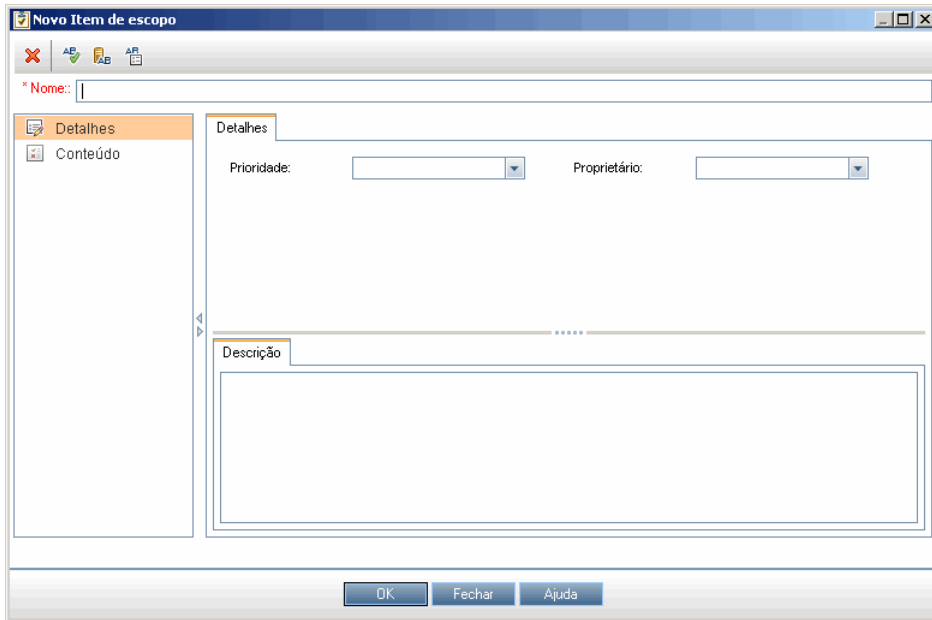 Novo Item de escopo
* Nome::
Detalhes
Conteúdo
Detalhes
Prioridade:
Proprietário:
Descrição
OK
Fechar
Ajuda